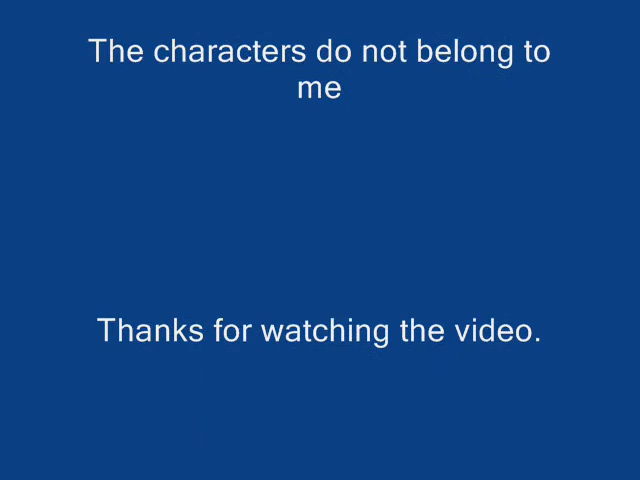 The characters do not belong to
me
Thanks for watching the video.